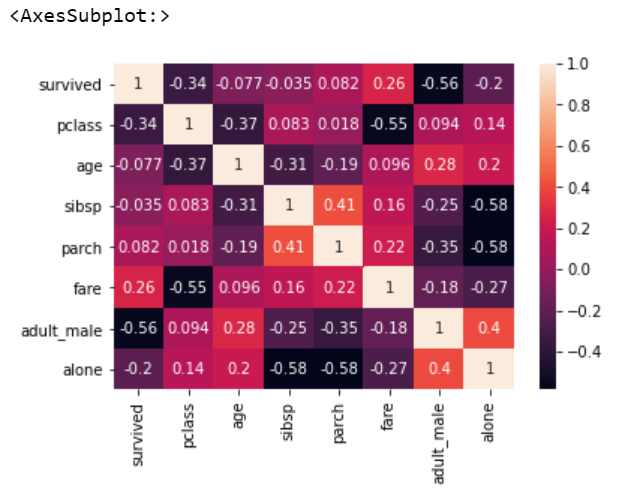 <AxesSubplot:>
survived 1 -0.34 -0.077 -0.035 0.082 0.26 -0.56 -0.2
pclass -0.34 1 -0.37 0.083 0.018 -0.55 0.094 0.14
age -0.077 -0.37 1 -0.31 -0.19 0.096 0.28 0.2
sibsp -0.035 0.083 -0.31 1 0.41 0.16 -0.25 -0.58
parch 0.082 0.018 -0.19 0.41 1 0.22 -0.35 -0.58
fare 0.26 -0.55 0.096 0.16 0.22 1 -0.18 -0.27
adult_male -0.56 0.094 0.28 -0.25 -0.35 -0.18 1 0.4
alone -0.2 0.14 0.2 -0.58 -0.58 -0.27 0.4 1
survived pclass age sibsp parch fare adult_male alone
1.0
0.8
0.6
0.4
0.2
0.0
-0.2
-0.4